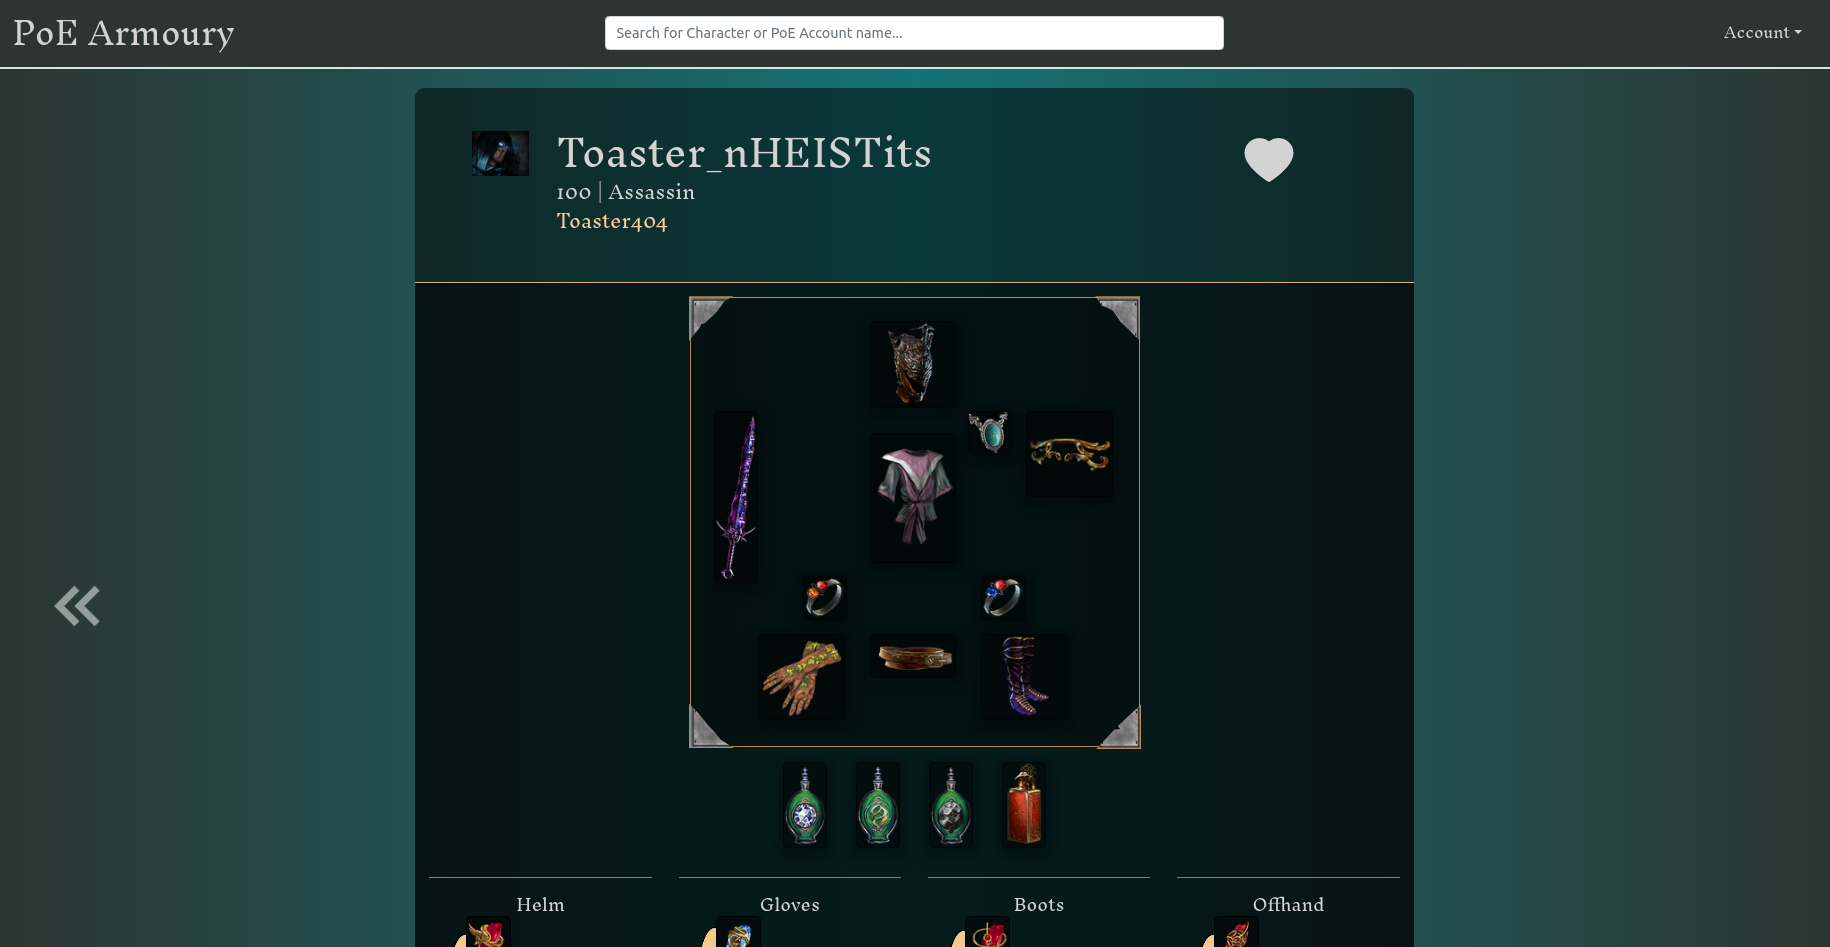 PoE Armoury
Search for Character or PoE Account name...
Account
Toaster_nHEISTits
100 | Assassin
Toaster404
Helm
Gloves
Boots
Offhand